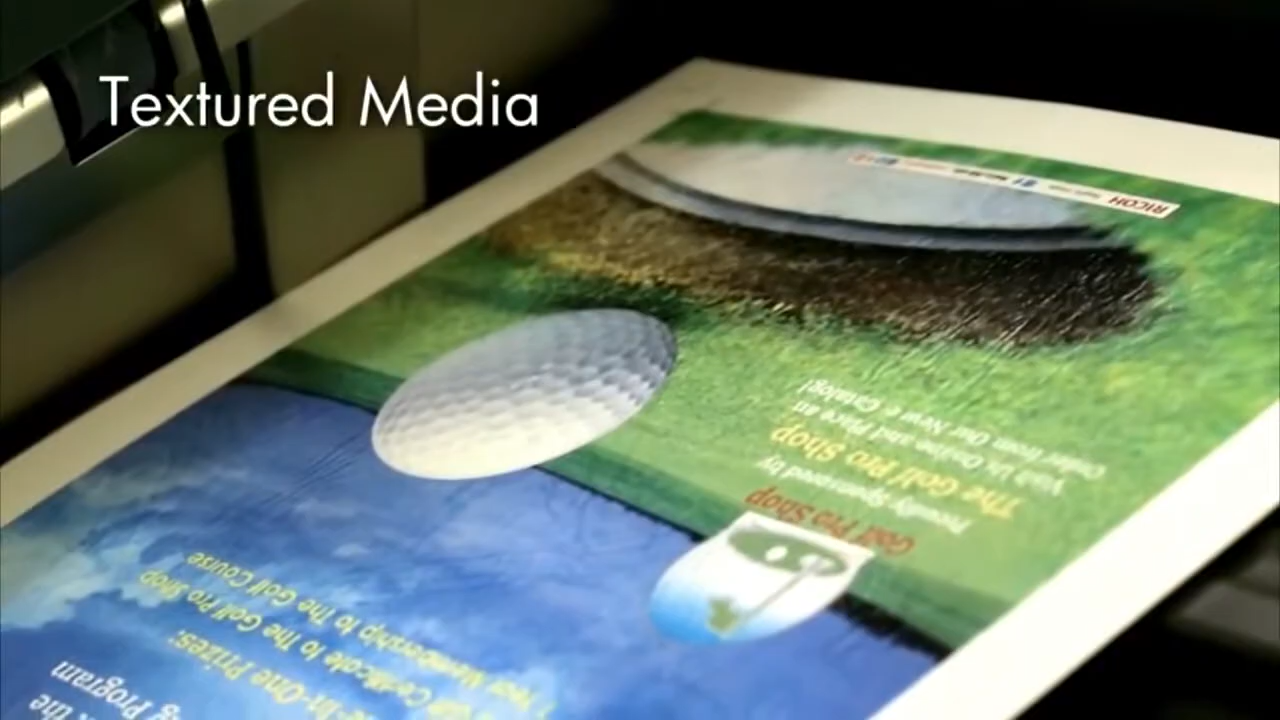 Textured Media
RICOH
Visit Us Online and Place an
Order from Our New e Catalog!
Proudly Sponsored by
The Golf Pro Shop
Golf Pro Shop
-In-One Prizes:
Certificate to The Golf Pro Shop
1 Year Membership to The Golf Course
the
Program